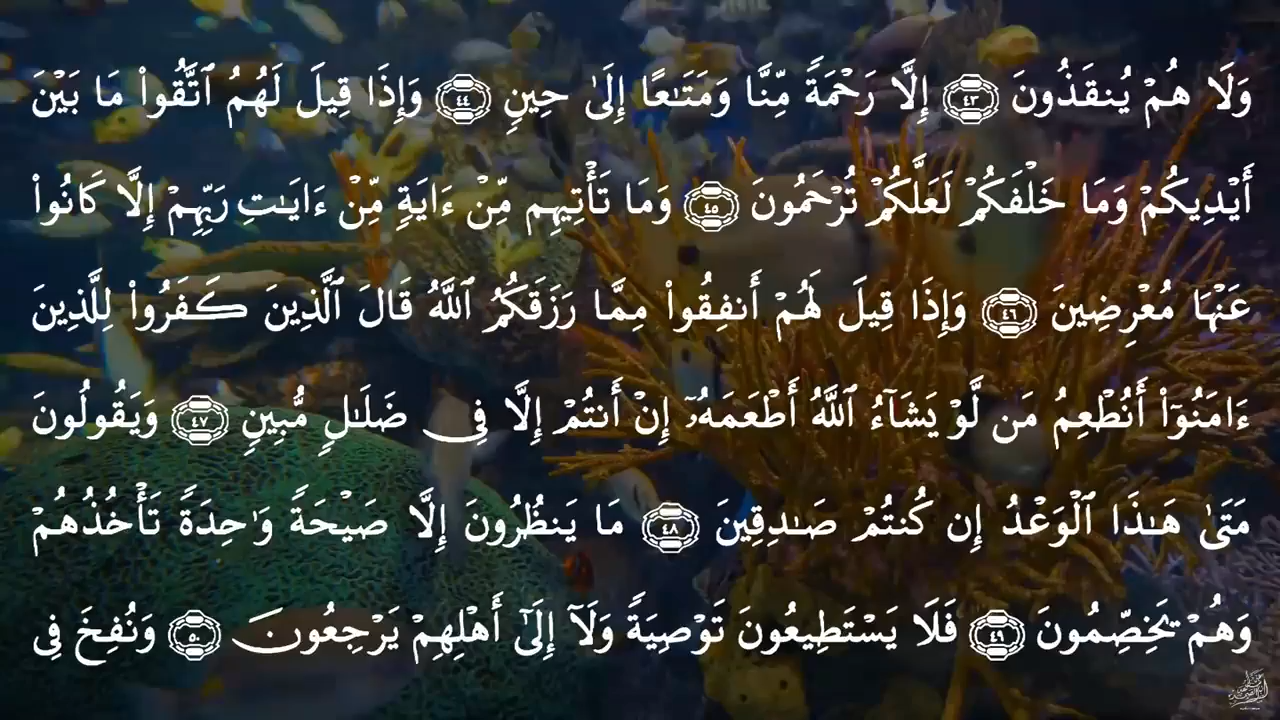 وَلَا هُمْ يُنقَذُونَ ٤٣ إِلَّا رَحْمَةً مِّنَّا وَمَتَٰعًا إِلَىٰ حِينٍ ٤٤ وَإِذَا قِيلَ لَهُمُ ٱتَّقُوا۟ مَا بَيْنَ
أَيْدِيكُمْ وَمَا خَلْفَكُمْ لَعَلَّكُمْ تُرْحَمُونَ ٤٥ وَمَا تَأْتِيهِم مِّنْ ءَايَةٍ مِّنْ ءَايَٰتِ رَبِّهِمْ إِلَّا كَانُوا۟
عَنْهَا مُعْرِضِينَ ٤٦ وَإِذَا قِيلَ لَهُمْ أَنفِقُوا۟ مِمَّا رَزَقَكُمُ ٱللَّهُ قَالَ ٱلَّذِينَ كَفَرُوا۟ لِلَّذِينَ
ءَامَنُوٓا۟ أَنُطْعِمُ مَن لَّوْ يَشَآءُ ٱللَّهُ أَطْعَمَهُۥٓ إِنْ أَنتُمْ إِلَّا فِى ضَلَٰلٍ مُّبِينٍ ٤٧ وَيَقُولُونَ
مَتَىٰ هَٰذَا ٱلْوَعْدُ إِن كُنتُمْ صَٰدِقِينَ ٤٨ مَا يَنظُرُونَ إِلَّا صَيْحَةً وَٰحِدَةً تَأْخُذُهُمْ
وَهُمْ يَخِصِّمُونَ ٤٩ فَلَا يَسْتَطِيعُونَ تَوْصِيَةً وَلَآ إِلَىٰٓ أَهْلِهِمْ يَرْجِعُونَ ٥٠ وَنُفِخَ فِى